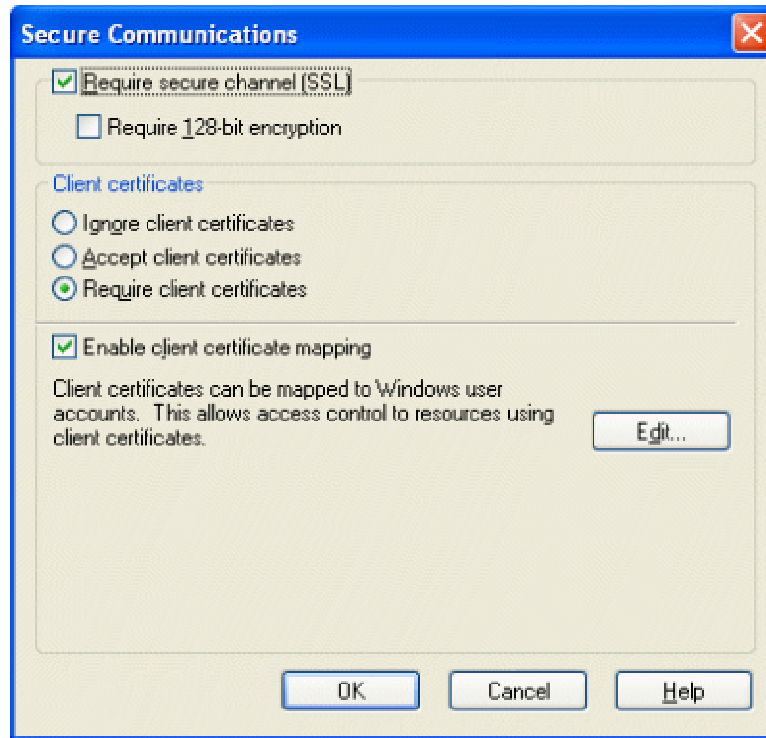 Secure Communications
Require secure channel (SSL)
Require 128-bit encryption
Client certificates
Ignore client certificates
Accept client certificates
Require client certificates
Enable client certificate mapping
Client certificates can be mapped to Windows user
accounts. This allows access control to resources using
client certificates.
Edit...
OK
Cancel
Help